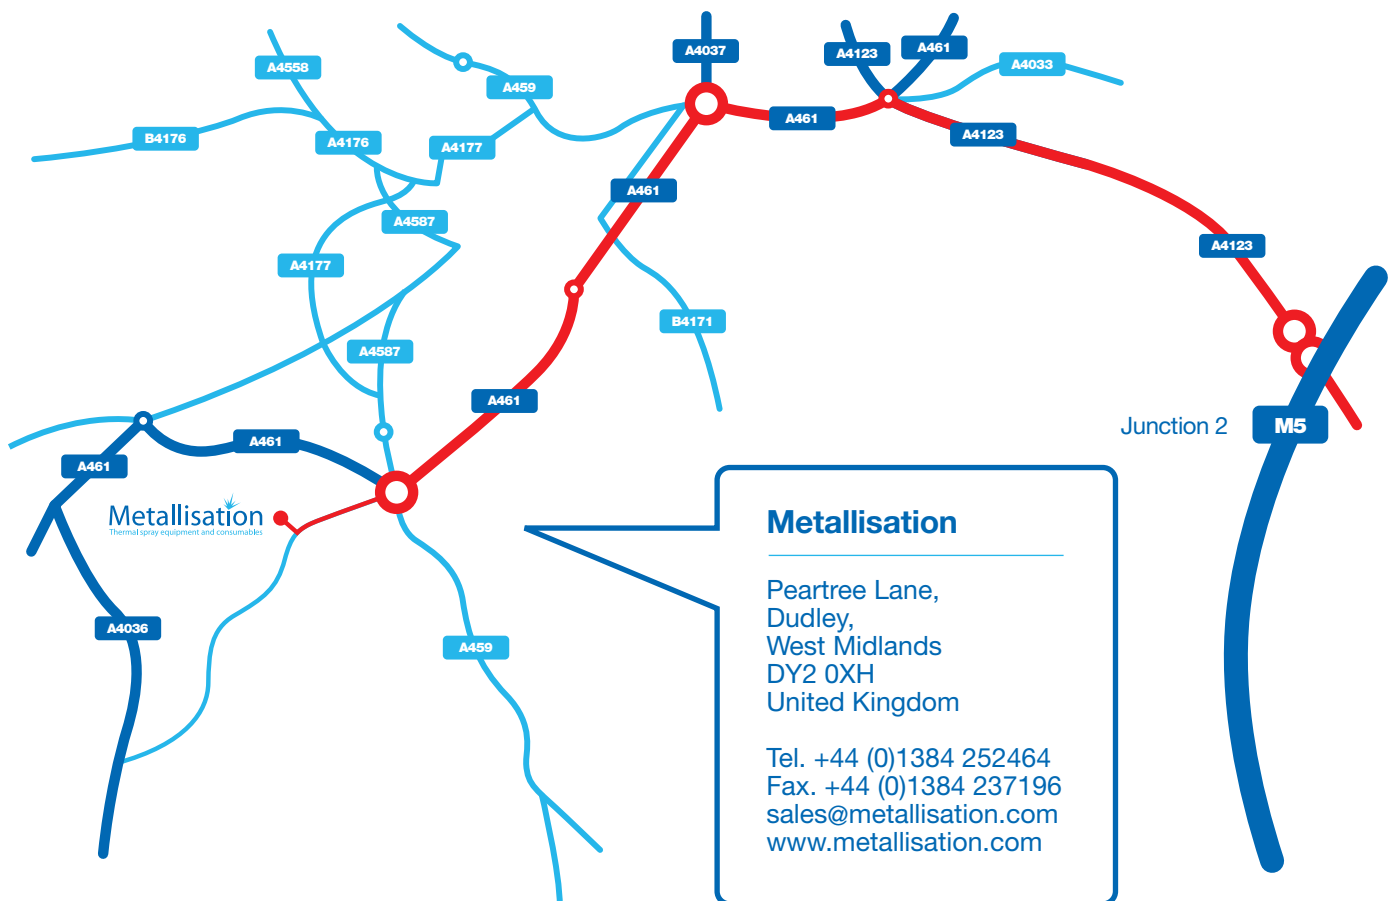 A4037
A4123
A461
A4558
A4033
A459
A461
A4123
B4176
A4176
A4177
A461
A4587
A4123
A4177
B4171
A4587
A461
Junction 2
M5
A461
A461
Metallisation
Thermal spray equipment and consumables
A4036
A459
Metallisation
Peartree Lane,
Dudley,
West Midlands
DY2 0XH
United Kingdom
Tel. +44 (0)1384 252464
Fax. +44 (0)1384 237196
sales@metallisation.com
www.metallisation.com